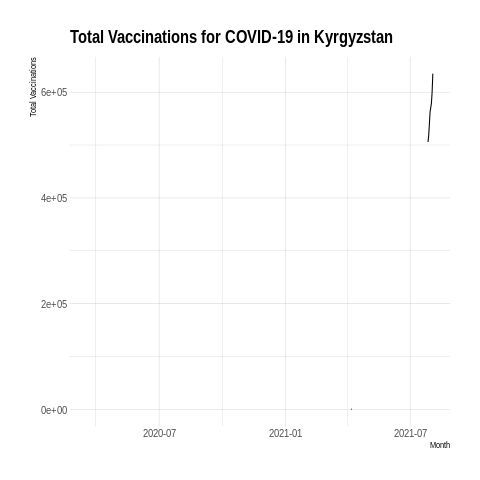 Total Vaccinations for COVID-19 in Kyrgyzstan
Total Vaccinations
6e+05
4e+05
2e+05
0e+00
2020-07 2021-01 2021-07
Month